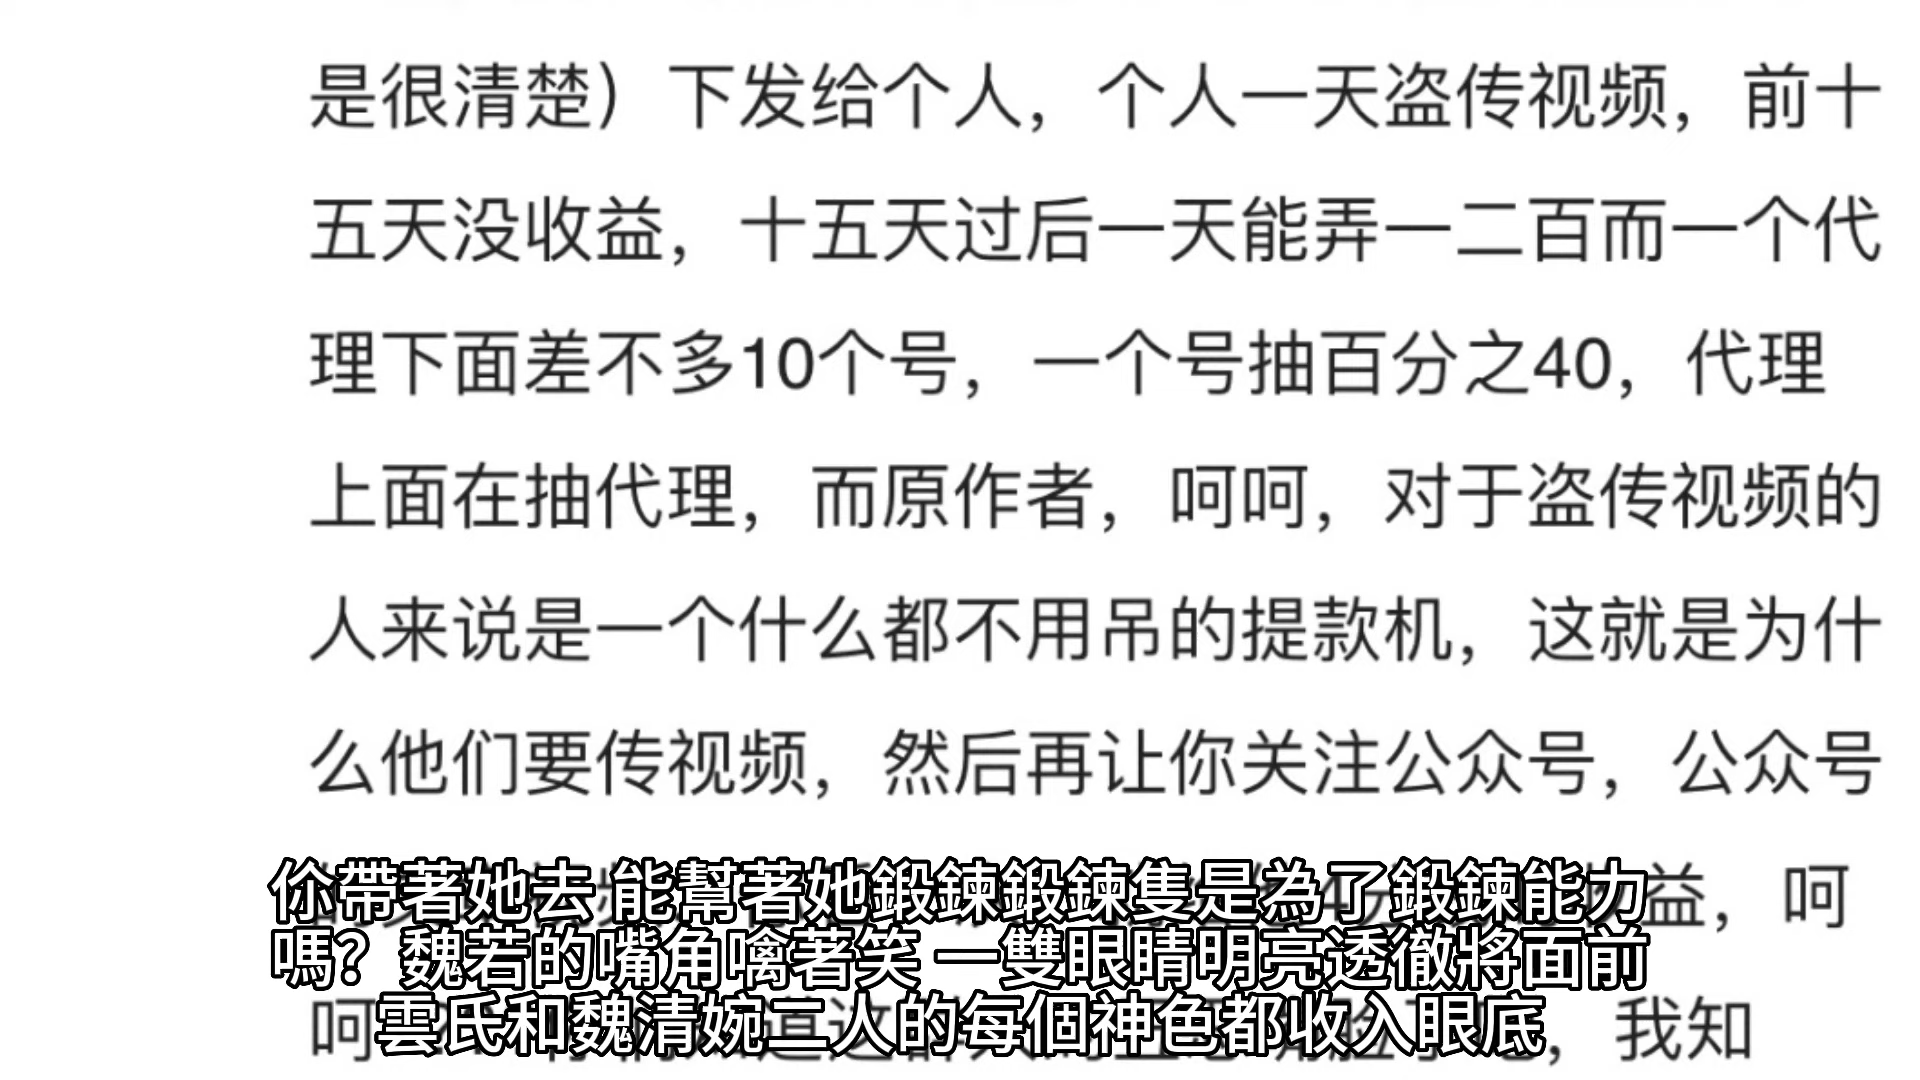 是很清楚）下发给个人，个人一天盗传视频，前十
五天没收益，十五天过后一天能弄一二百而一个代
理下面差不多10个号，一个号抽百分之40，代理
上面在抽代理，而原作者，呵呵，对于盗传视频的
人来说是一个什么都不用吊的提款机，这就是为什
么他们要传视频，然后再让你关注公众号，公众号
益，呵
呵
，我知
你帶著她去 能幫著她鍛鍊鍛鍊隻是為了鍛鍊能力
嗎？魏若的嘴角噙著笑 一雙眼睛明亮透徹將面前
雲氏和魏清婉二人的每個神色都收入眼底